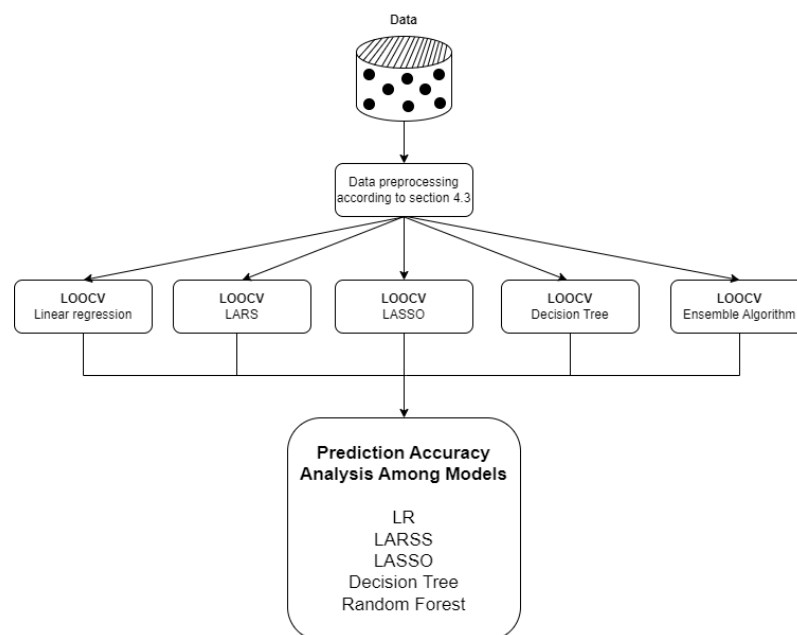 Data
Data preprocessing
according to section 4.3
LOOCV
Linear regression
LOOCV
LARS
LOOCV
LASSO
LOOCV
Decision Tree
LOOCV
Ensemble Algorithm
Prediction Accuracy
Analysis Among Models
LR
LARSS
LASSO
Decision Tree
Random Forest